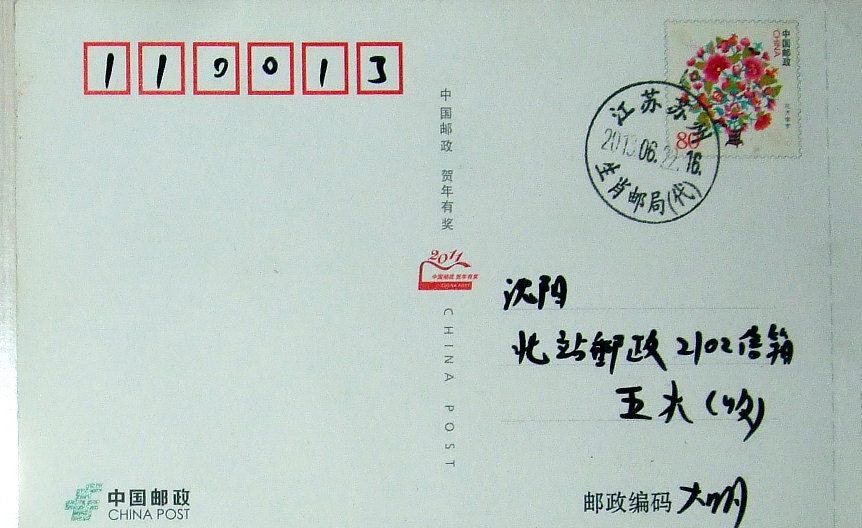 110013
中国邮政
CHINA
80
江苏苏州
2013.06.22.16.
生肖邮局(代)
中国邮政 贺年有奖
2011
中国邮政 贺年有奖
CHINA POST
CHINA POST
沈阳
北站邮政2102信箱
王大(收)
中国邮政
CHINA POST
邮政编码 大明